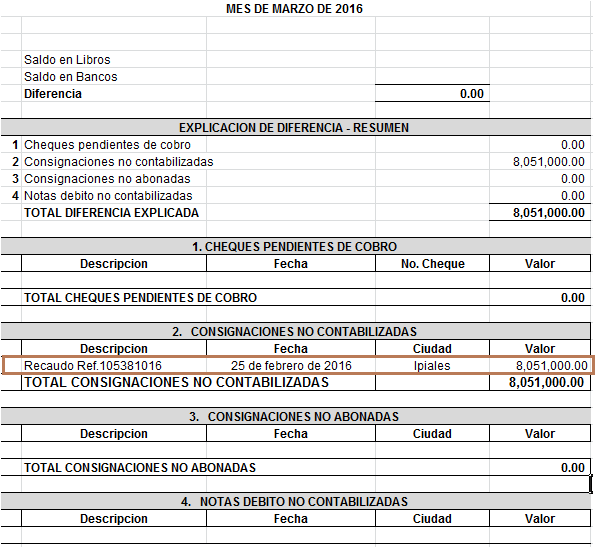 MES DE MARZO DE 2016
Saldo en Libros
Saldo en Bancos
Diferencia 0.00
EXPLICACION DE DIFERENCIA - RESUMEN
1 Cheques pendientes de cobro 0.00
2 Consignaciones no contabilizadas 8,051,000.00
3 Consignaciones no abonadas 0.00
4 Notas debito no contabilizadas 0.00
TOTAL DIFERENCIA EXPLICADA 8,051,000.00
1. CHEQUES PENDIENTES DE COBRO
Descripcion Fecha No. Cheque Valor
TOTAL CHEQUES PENDIENTES DE COBRO 0.00
2. CONSIGNACIONES NO CONTABILIZADAS
Descripcion Fecha Ciudad Valor
Recaudo Ref.105381016 25 de febrero de 2016 Ipiales 8,051,000.00
TOTAL CONSIGNACIONES NO CONTABILIZADAS 8,051,000.00
3. CONSIGNACIONES NO ABONADAS
Descripcion Fecha Ciudad Valor
TOTAL CONSIGNACIONES NO ABONADAS 0.00
4. NOTAS DEBITO NO CONTABILIZADAS
Descripcion Fecha Ciudad Valor